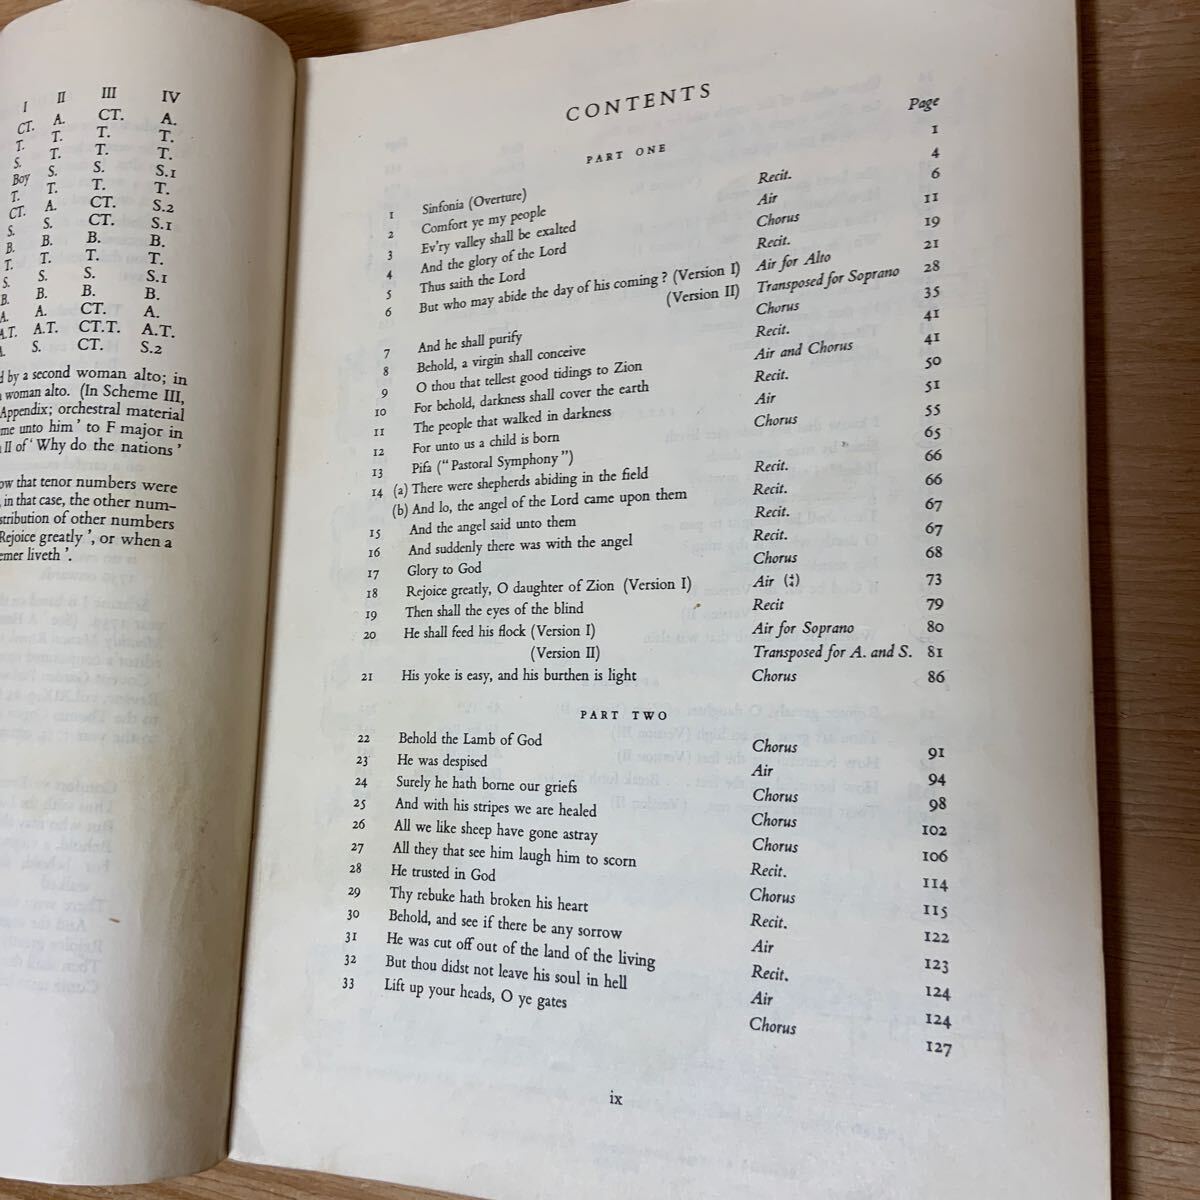 I II III IV
CT. A. CT. A.
T. T. T. T.
S. T. T. T.
Boy S. S. S.1
T. T. T. T.
CT. A. CT. S.2
S. S. CT. S.1
B. B. B. B.
T. T. T. T.
S. S. S. S.1
B. B. B. B.
A. A. CT. A.
A.T. A.T. CT.T. A.T.
S. CT. S.2
by a second woman alto; in
woman alto. (In Scheme III,
Appendix; orchestral material
me unto him' to F major in
II of 'Why do the nations'
ow that tenor numbers were
in that case, the other num-
stribution of other numbers
Rejoice greatly', or when a
emer liveth'.
CONTENTS
Page
PART ONE
1 Sinfonia (Overture) 1
2 Comfort ye my people Recit. 4
3 Ev'ry valley shall be exalted Air 6
4 And the glory of the Lord Chorus 11
5 Thus saith the Lord Recit. 19
6 But who may abide the day of his coming? (Version I) Air for Alto 21
(Version II) Transposed for Soprano 28
7 And he shall purify Chorus 35
8 Behold, a virgin shall conceive Recit. 41
9 O thou that tellest good tidings to Zion Air and Chorus 41
10 For behold, darkness shall cover the earth Recit. 50
11 The people that walked in darkness Air 51
12 For unto us a child is born Chorus 55
13 Pifa ("Pastoral Symphony") 65
14 (a) There were shepherds abiding in the field Recit. 66
(b) And lo, the angel of the Lord came upon them Recit. 66
15 And the angel said unto them Recit. 67
16 And suddenly there was with the angel Recit. 67
17 Glory to God Chorus 68
18 Rejoice greatly, O daughter of Zion (Version I) Air (4/4) 73
19 Then shall the eyes of the blind Recit 79
20 He shall feed his flock (Version I) Air for Soprano 80
(Version II) Transposed for A. and S. 81
21 His yoke is easy, and his burthen is light Chorus 86
PART TWO
22 Behold the Lamb of God Chorus 91
23 He was despised Air 94
24 Surely he hath borne our griefs Chorus 98
25 And with his stripes we are healed Chorus 102
26 All we like sheep have gone astray Chorus 106
27 All they that see him laugh him to scorn Recit. 114
28 He trusted in God Chorus 115
29 Thy rebuke hath broken his heart Recit. 122
30 Behold, and see if there be any sorrow Air 123
31 He was cut off out of the land of the living Recit. 124
32 But thou didst not leave his soul in hell Air 124
33 Lift up your heads, O ye gates Chorus 127
ix